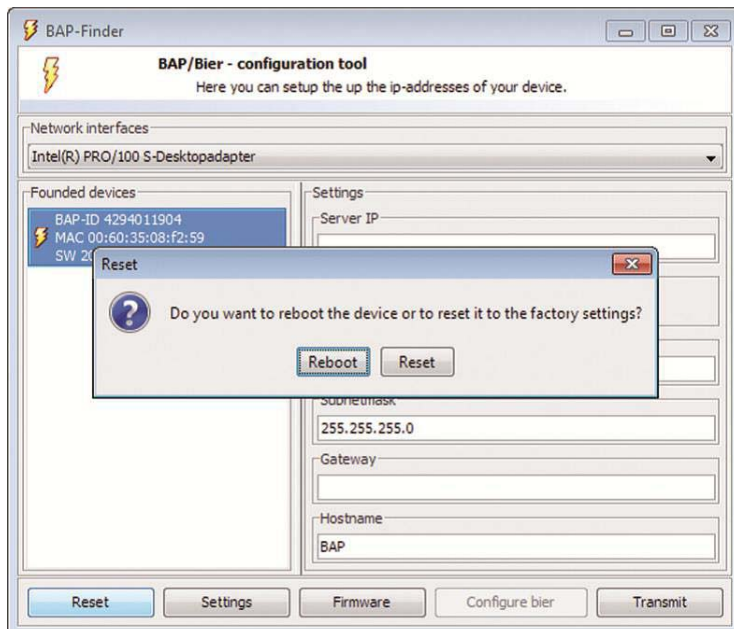 BAP-Finder
BAP/Bier - configuration tool
Here you can setup the up the ip-addresses of your device.
Network interfaces
Intel(R) PRO/100 S-Desktopadapter
Founded devices
BAP-ID 4294011904
MAC 00:60:35:08:f2:59
SW 20
Settings
Server IP
Reset
Do you want to reboot the device or to reset it to the factory settings?
Reboot
Reset
Subnetmask
255.255.255.0
Gateway
Hostname
BAP
Reset
Settings
Firmware
Configure bier
Transmit